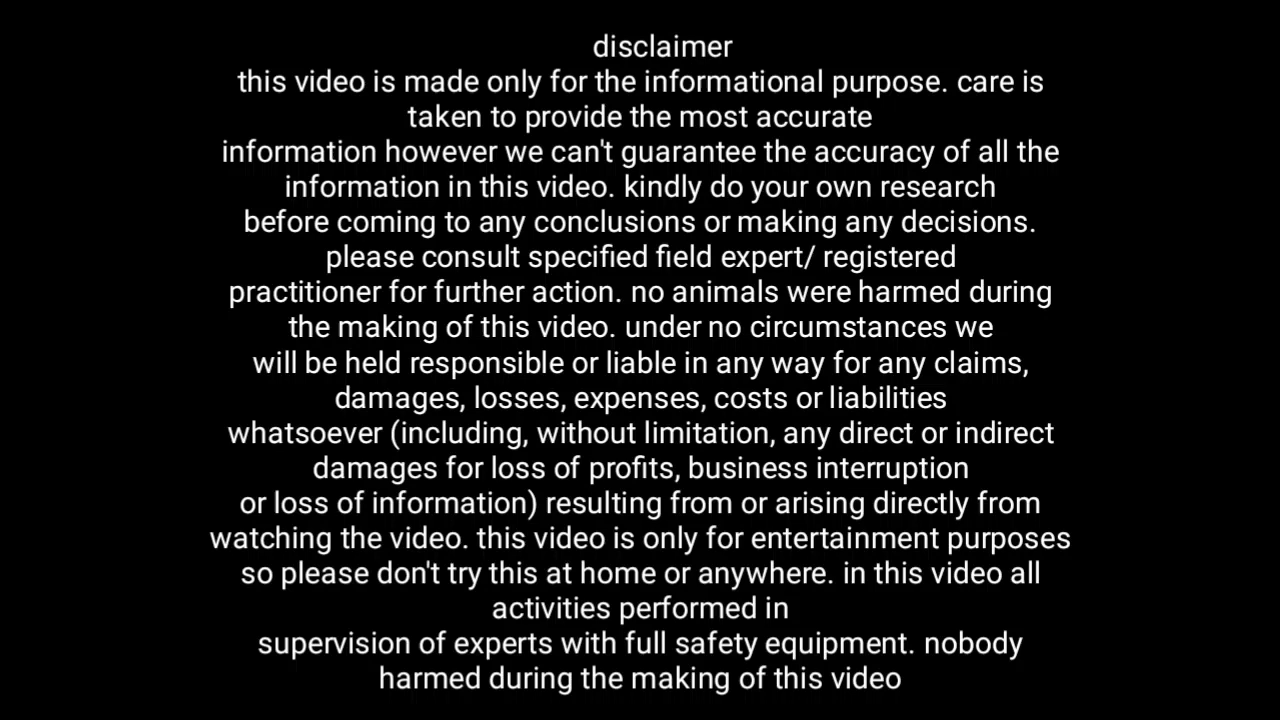 disclaimer
this video is made only for the informational purpose. care is
taken to provide the most accurate
information however we can't guarantee the accuracy of all the
information in this video. kindly do your own research
before coming to any conclusions or making any decisions.
please consult specified field expert/ registered
practitioner for further action. no animals were harmed during
the making of this video. under no circumstances we
will be held responsible or liable in any way for any claims,
damages, losses, expenses, costs or liabilities
whatsoever (including, without limitation, any direct or indirect
damages for loss of profits, business interruption
or loss of information) resulting from or arising directly from
watching the video. this video is only for entertainment purposes
so please don't try this at home or anywhere. in this video all
activities performed in
supervision of experts with full safety equipment. nobody
harmed during the making of this video